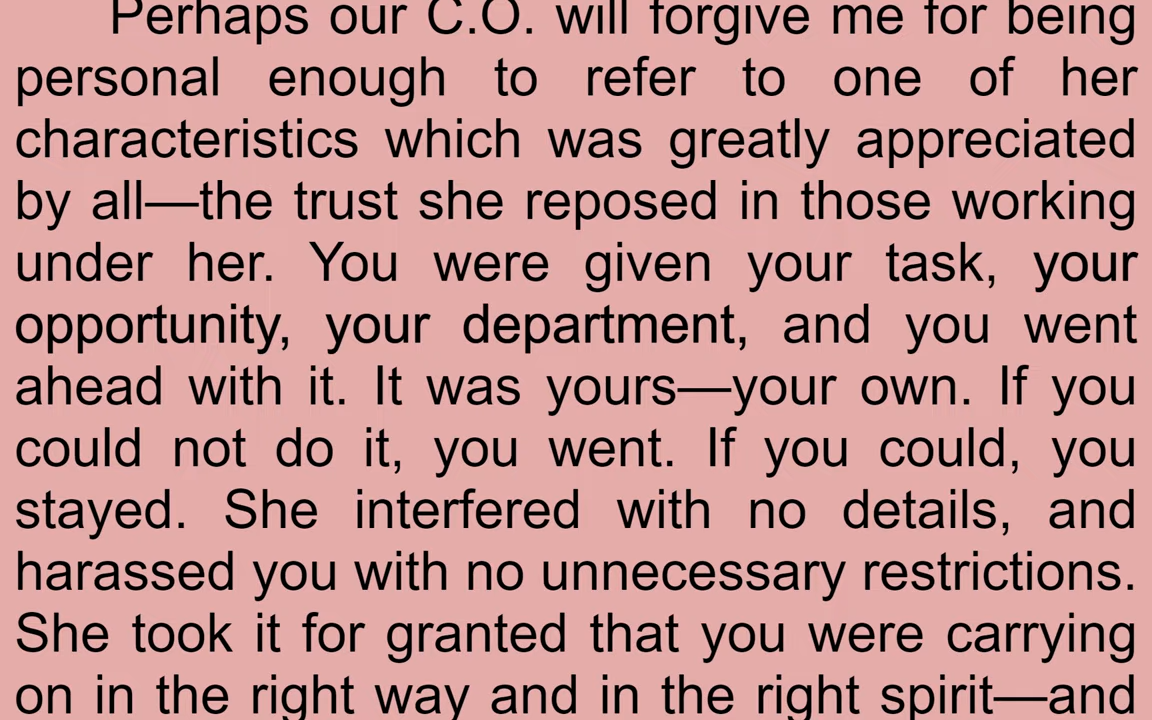 Perhaps our C.O. will forgive me for being
personal enough to refer to one of her
characteristics which was greatly appreciated
by all—the trust she reposed in those working
under her. You were given your task, your
opportunity, your department, and you went
ahead with it. It was yours—your own. If you
could not do it, you went. If you could, you
stayed. She interfered with no details, and
harassed you with no unnecessary restrictions.
She took it for granted that you were carrying
on in the right way and in the right spirit—and